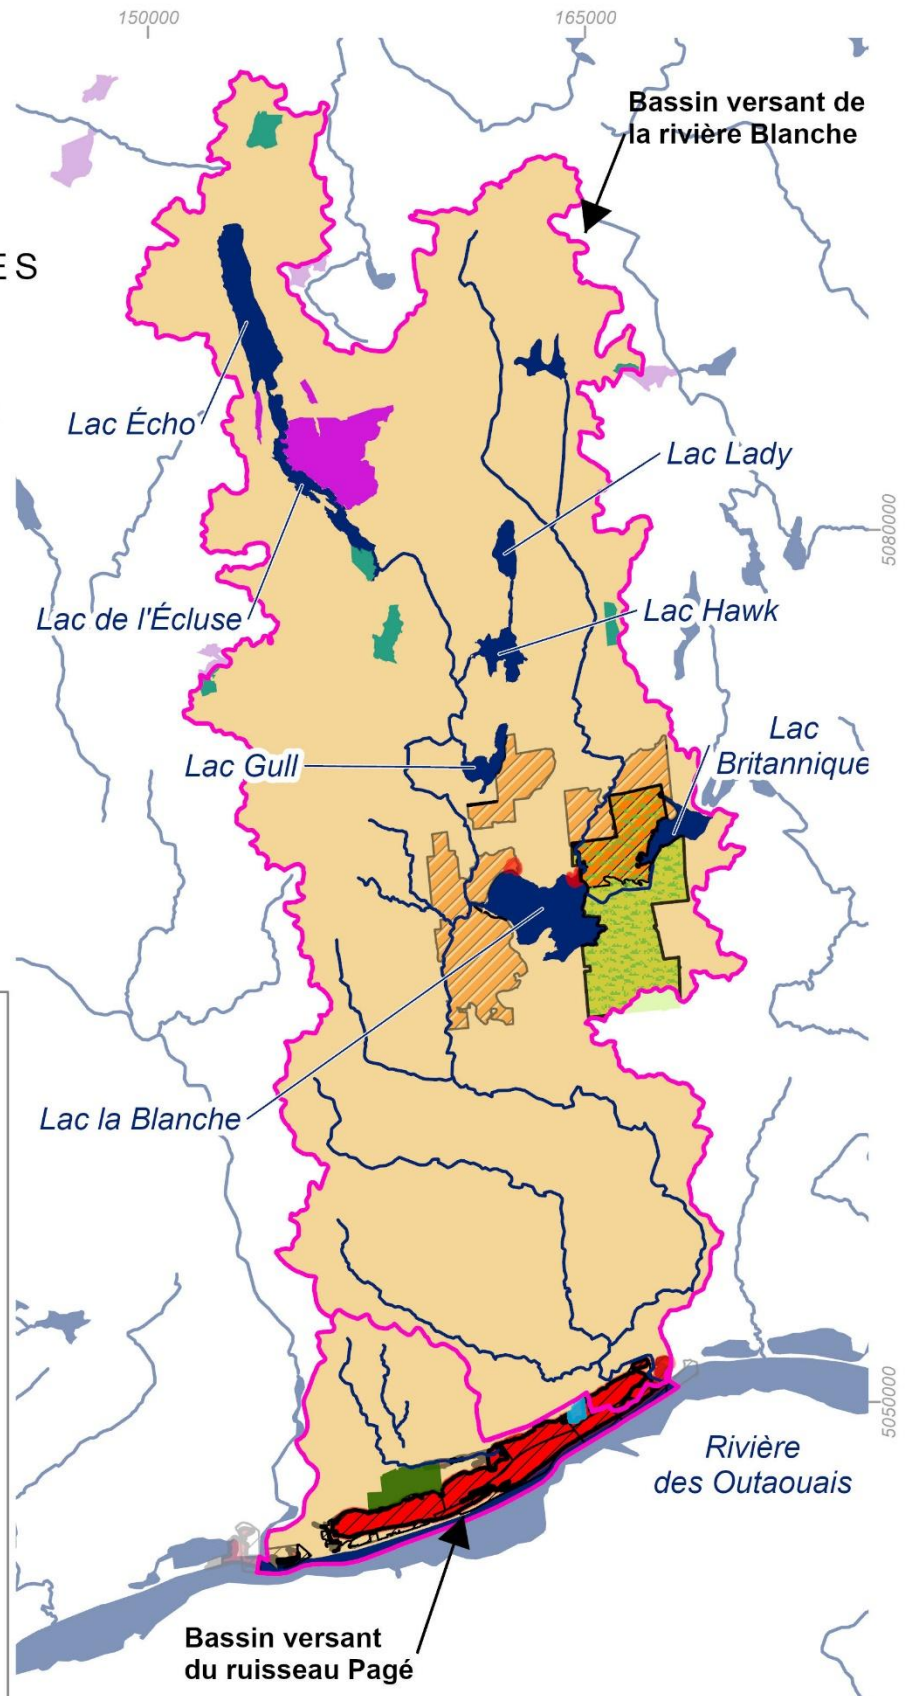 150000
165000
Bassin versant de
la rivière Blanche
ES
Lac Écho
Lac Lady
5080000
Lac de l'Écluse
Lac Hawk
Lac
Britannique
Lac Gull
Lac la Blanche
5050000
Rivière
des Outaouais
Bassin versant
du ruisseau Pagé